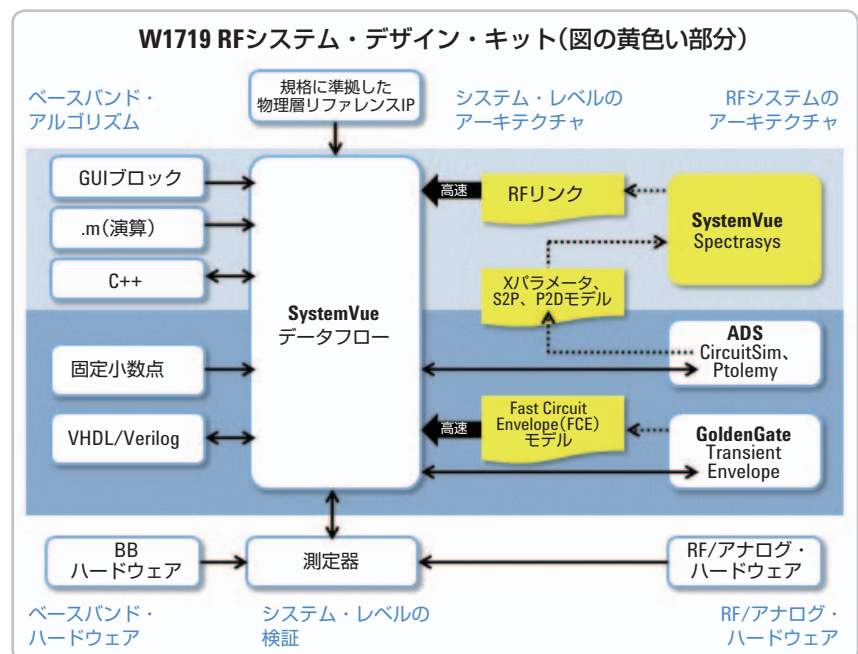 W1719 RFシステム・デザイン・キット（図の黄色い部分）
ベースバンド・
アルゴリズム
規格に準拠した
物理層リファレンスIP
システム・レベルの
アーキテクチャ
RFシステムの
アーキテクチャ
GUIブロック
.m（演算）
C++
固定小数点
VHDL/Verilog
SystemVue
データフロー
高速
RFリンク
SystemVue
Spectrasys
Xパラメータ、
S2P、P2Dモデル
ADS
CircuitSim、
Ptolemy
高速
Fast Circuit
Envelope（FCE）
モデル
GoldenGate
Transient
Envelope
BB
ハードウェア
測定器
RF/アナログ・
ハードウェア
ベースバンド・
ハードウェア
システム・レベルの
検証
RF/アナログ・
ハードウェア